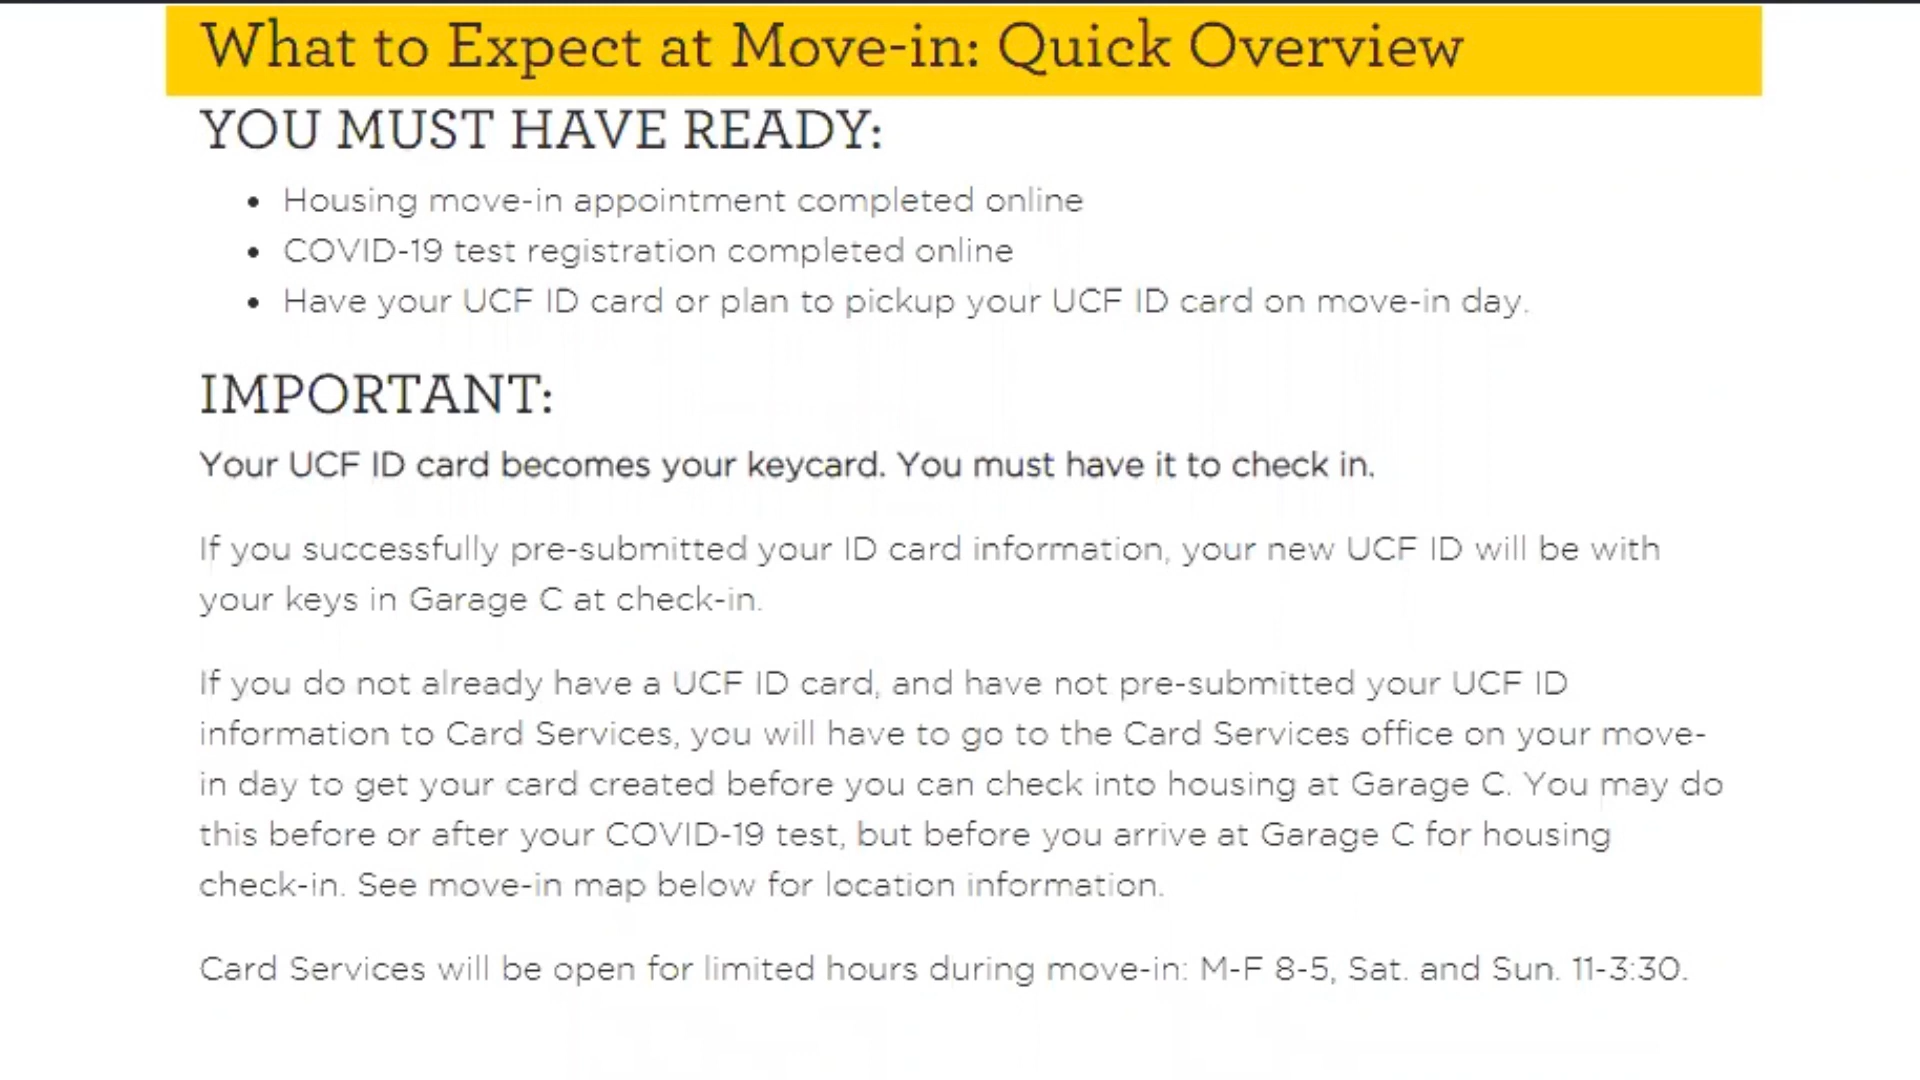 What to Expect at Move-in: Quick Overview
YOU MUST HAVE READY:
• Housing move-in appointment completed online
• COVID-19 test registration completed online
• Have your UCF ID card or plan to pickup your UCF ID card on move-in day.
IMPORTANT:
Your UCF ID card becomes your keycard. You must have it to check in.
If you successfully pre-submitted your ID card information, your new UCF ID will be with
your keys in Garage C at check-in.
If you do not already have a UCF ID card, and have not pre-submitted your UCF ID
information to Card Services, you will have to go to the Card Services office on your move-
in day to get your card created before you can check into housing at Garage C. You may do
this before or after your COVID-19 test, but before you arrive at Garage C for housing
check-in. See move-in map below for location information.
Card Services will be open for limited hours during move-in: M-F 8-5, Sat. and Sun. 11-3:30.